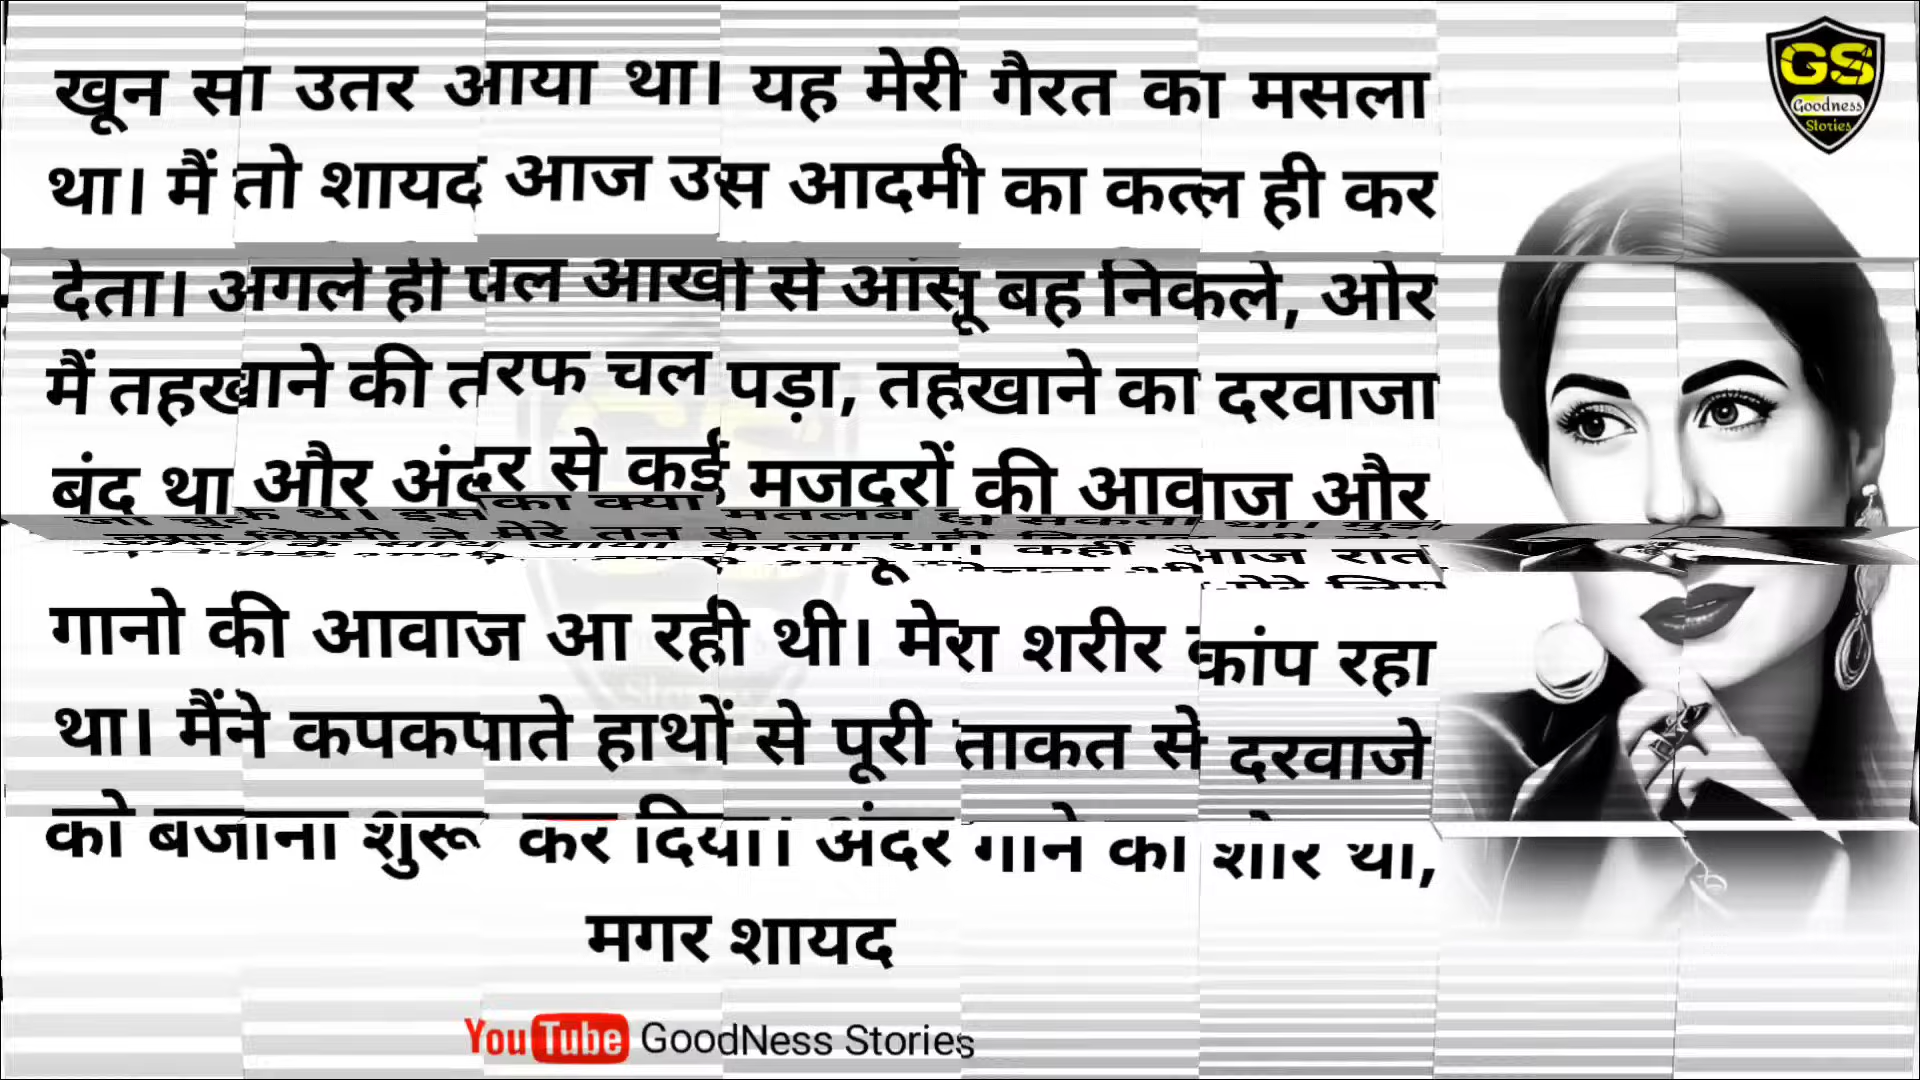 GS
Goodness
Stories
खून सा उतर आया था। यह मेरी गैरत का मसला
था। मैं तो शायद आज उस आदमी का कत्ल ही कर
देता। अगले ही पल आखों से आंसू बह निकले, ओर
मैं तहखाने की तरफ चल पड़ा, तहखाने का दरवाजा
बंद था और अंदर से कई मजदूरों की आवाज और
गानो की आवाज आ रही थी। मेरा शरीर कांप रहा
था। मैंने कपकपाते हाथों से पूरी ताकत से दरवाजे
को बजाना शुरू कर दिया। अंदर गाने का शोर था,
मगर शायद
YouTube GoodNess Stories